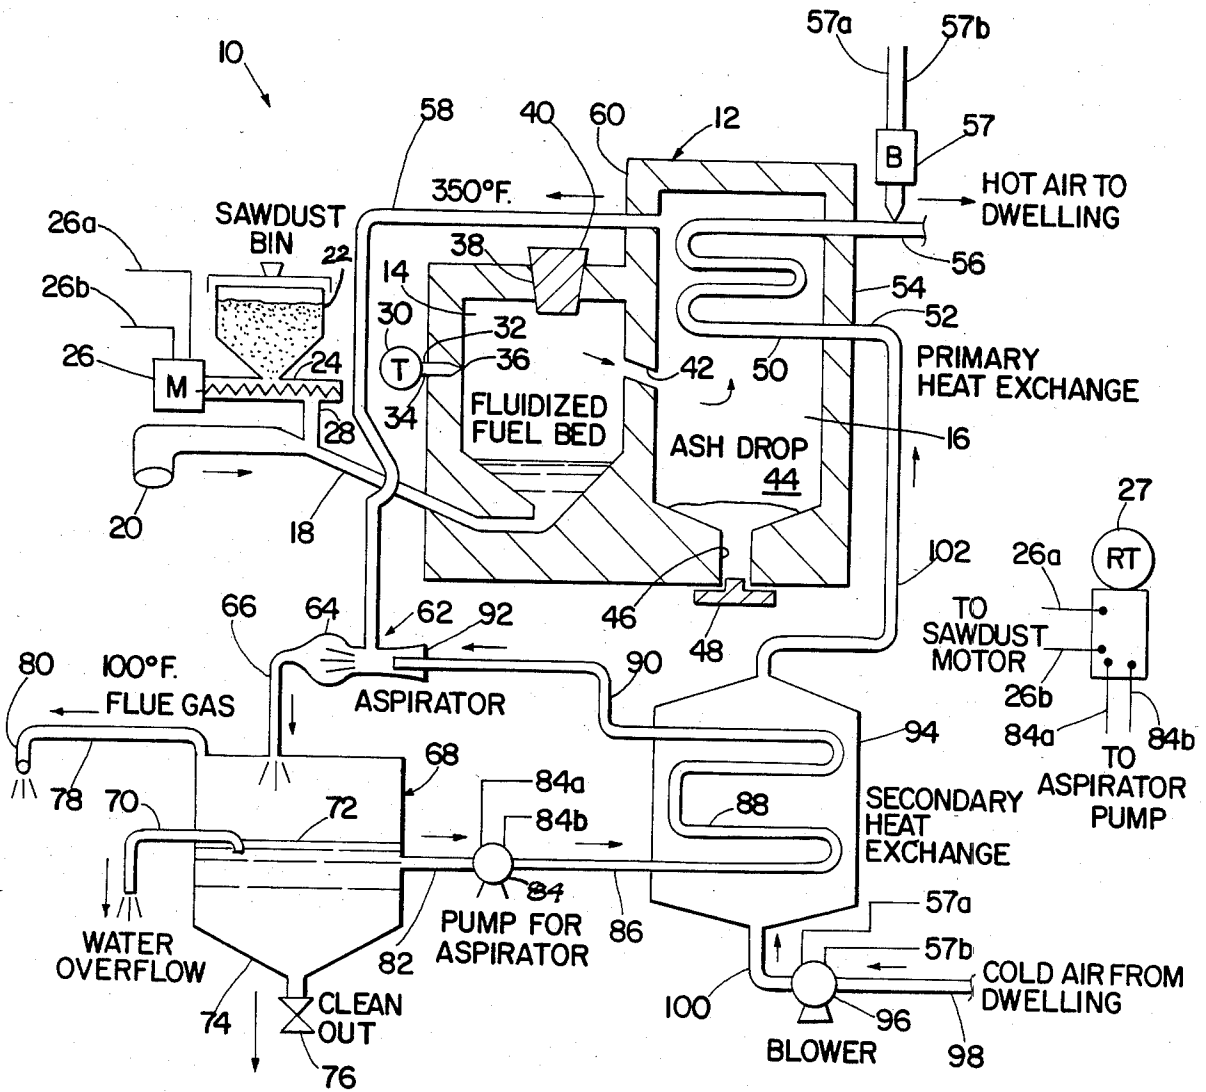 57a
57b
10
58
40
60
12
57
B
350°F.
HOT AIR TO
DWELLING
SAWDUST
BIN
22
26a
26b
38
14
30
32
56
54
52
26
M
24
T
36
34
42
50
PRIMARY
HEAT EXCHANGE
28
FLUIDIZED
FUEL BED
16
ASH DROP
44
20
18
27
RT
102
26a
46
48
TO
SAWDUST
MOTOR
26b
84a
84b
TO
ASPIRATOR
PUMP
66
64
62
92
90
80
100°F.
FLUE GAS
ASPIRATOR
94
68
78
70
72
84a
84b
88
SECONDARY
HEAT
EXCHANGE
84
WATER
OVERFLOW
PUMP FOR
ASPIRATOR
82
86
57a
57b
COLD AIR FROM
DWELLING
74
CLEAN
OUT
76
100
96
98
BLOWER